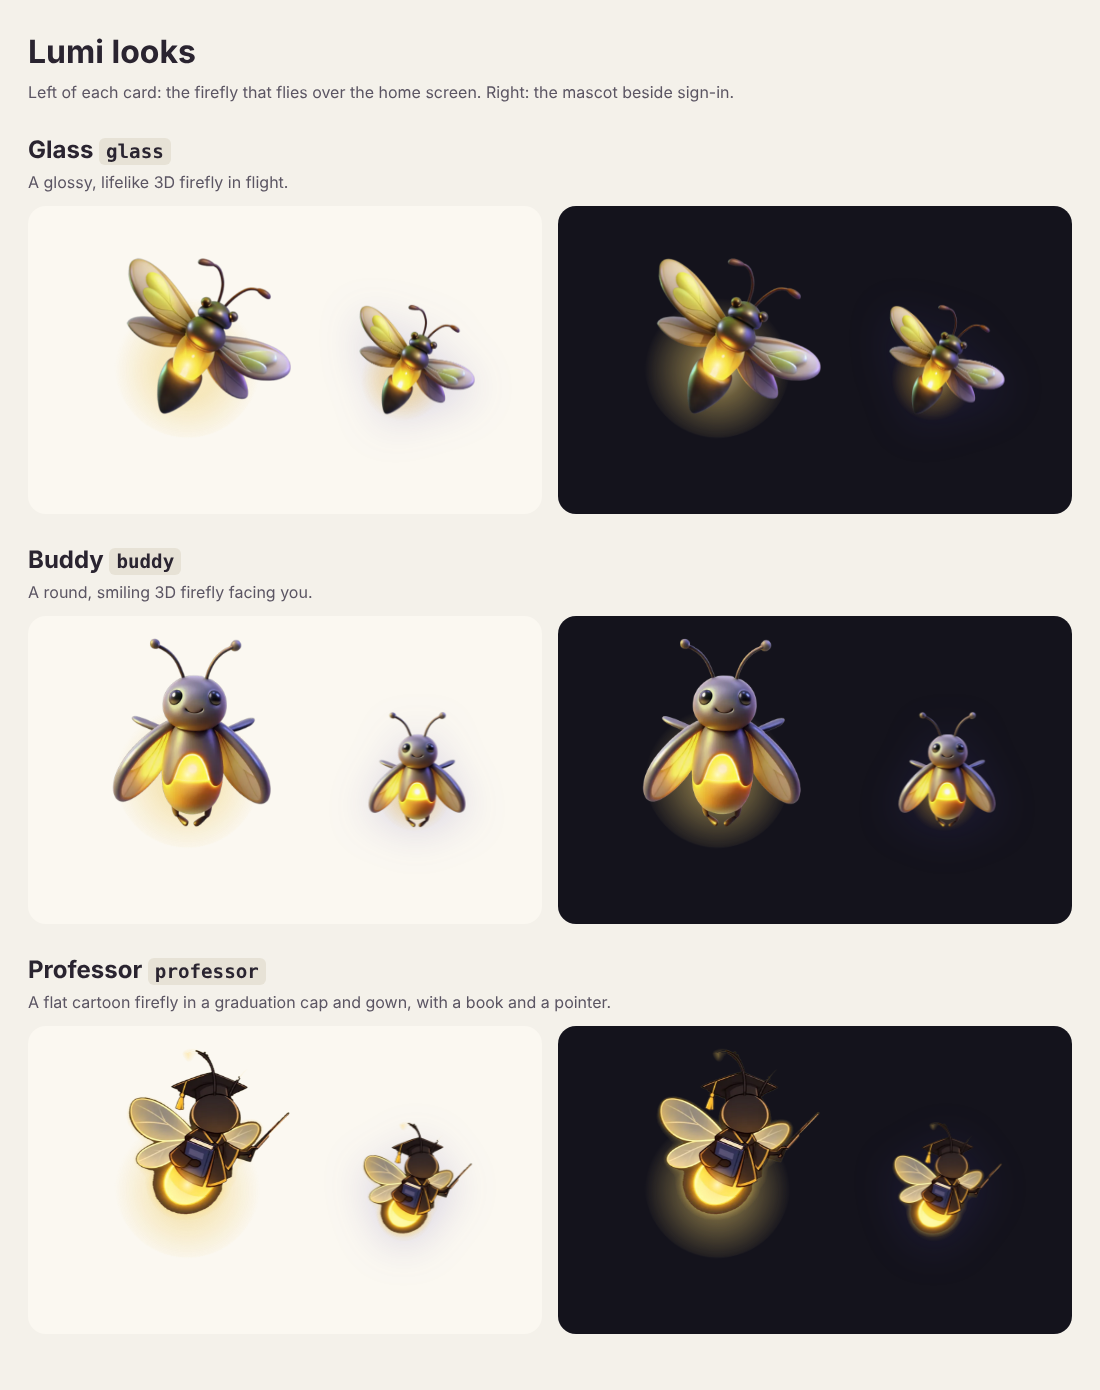 Lumi looks
Left of each card: the firefly that flies over the home screen. Right: the mascot beside sign-in.
Glass glass
A glossy, lifelike 3D firefly in flight.
Buddy buddy
A round, smiling 3D firefly facing you.
Professor professor
A flat cartoon firefly in a graduation cap and gown, with a book and a pointer.